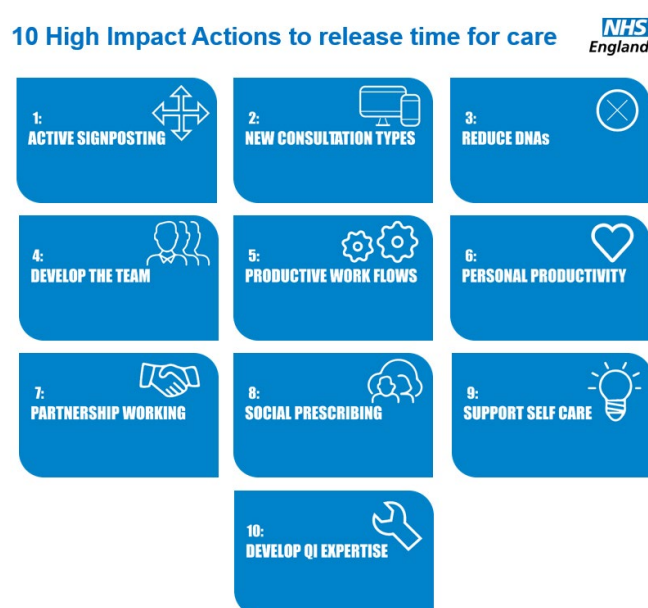 10 High Impact Actions to release time for care
NHS
England
1:
ACTIVE SIGNPOSTING
2:
NEW CONSULTATION TYPES
3:
REDUCE DNAs
4:
DEVELOP THE TEAM
5:
PRODUCTIVE WORK FLOWS
6:
PERSONAL PRODUCTIVITY
7:
PARTNERSHIP WORKING
8:
SOCIAL PRESCRIBING
9:
SUPPORT SELF CARE
10:
DEVELOP QI EXPERTISE